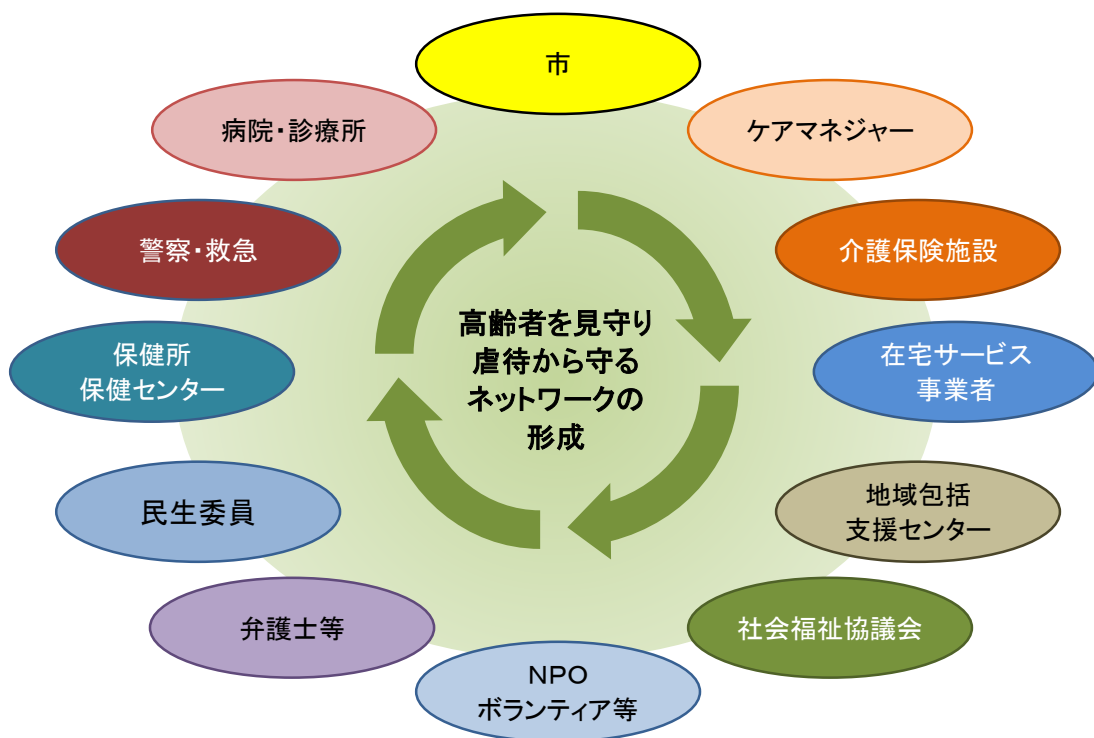 市
ケアマネジャー
介護保険施設
在宅サービス
事業者
地域包括
支援センター
社会福祉協議会
NPO
ボランティア等
弁護士等
民生委員
保健所
保健センター
警察・救急
病院・診療所
高齢者を見守り
虐待から守る
ネットワークの
形成